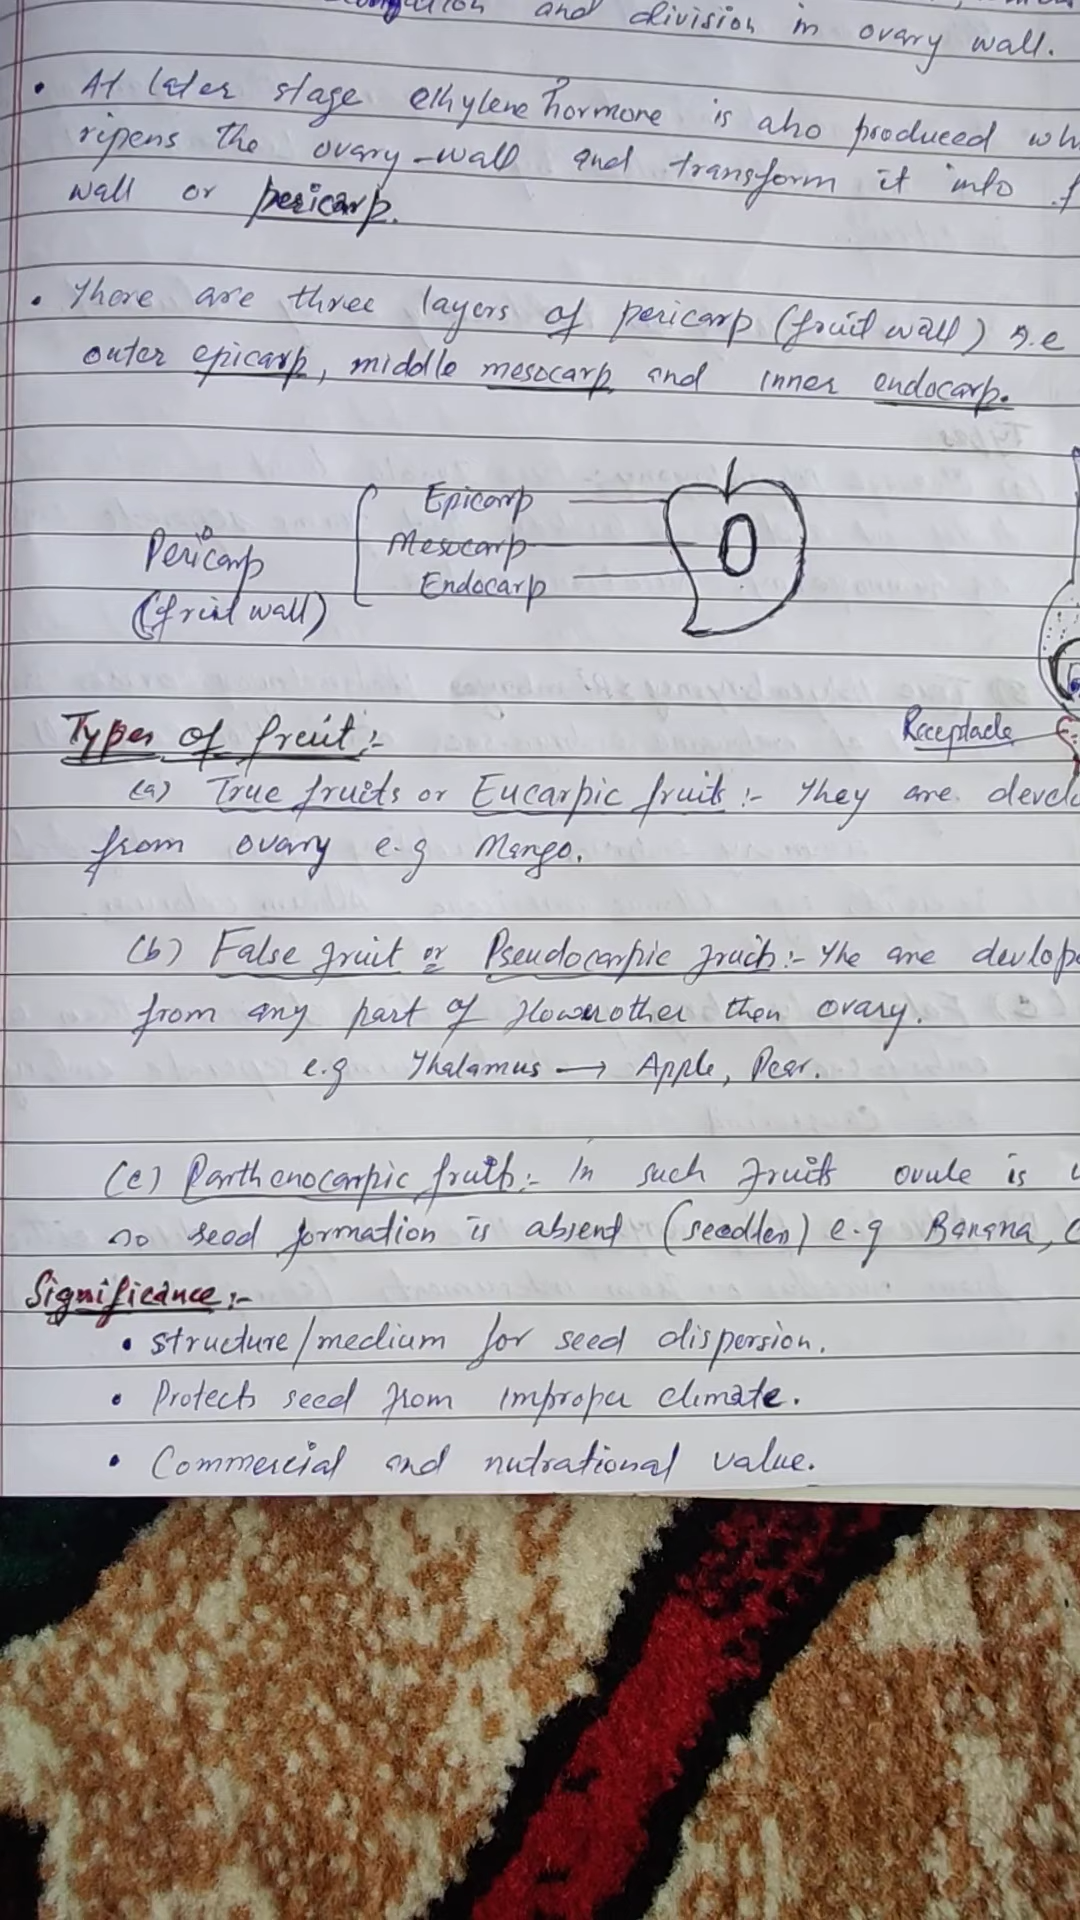 and division in ovary wall.
• At later stage ethylene hormone is also produced wh
ripens the ovary-wall and transform it into f
wall or pericarp.
• There are three layers of pericarp (fruit wall) i.e
outer epicarp, middle mesocarp and inner endocarp.
Epicarp
Mesocarp
Endocarp
Pericarp
(fruit wall)
Receptacle
Types of fruit :-
(a) True fruits or Eucarpic fruit :- They are develo
from ovary e.g Mango.
(b) False fruit or Pseudocarpic fruit :- The are devlope
from any part of flower other then ovary.
e.g Thalamus → Apple, Pear.
(c) Parthenocarpic fruit :- In such fruits ovule is
so seed formation is absent (seedless) e.g Banana,
Significance :-
• structure/medium for seed dispersion.
• Protects seed from improper climate.
• Commercial and nutrational value.